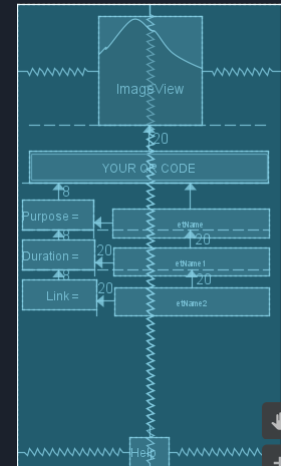 ImageView
20
YOUR QR CODE
8
Purpose =
etName
8
20
20
Duration =
etName1
8
20
20
Link =
etName2
Help